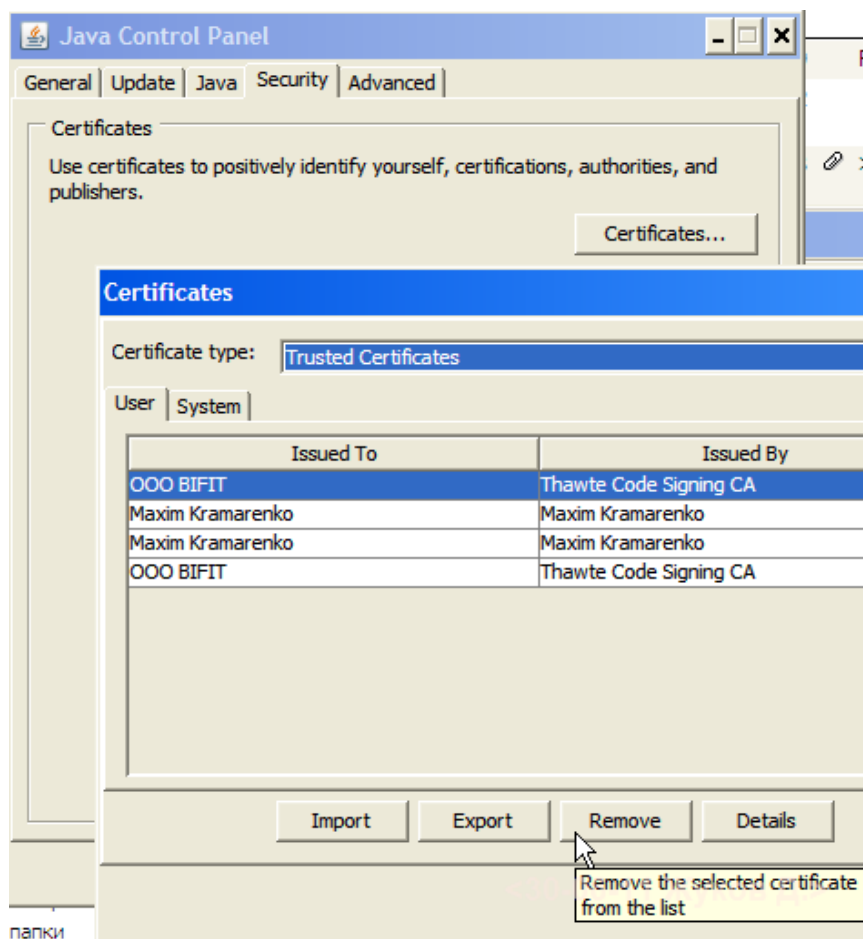 Java Control Panel
General Update Java Security Advanced
Certificates
Use certificates to positively identify yourself, certifications, authorities, and
publishers.
Certificates...
Certificates
Certificate type: Trusted Certificates
User System
Issued To Issued By
OOO BIFIT Thawte Code Signing CA
Maxim Kramarenko Maxim Kramarenko
Maxim Kramarenko Maxim Kramarenko
OOO BIFIT Thawte Code Signing CA
Import Export Remove Details
Remove the selected certificate
from the list
папки